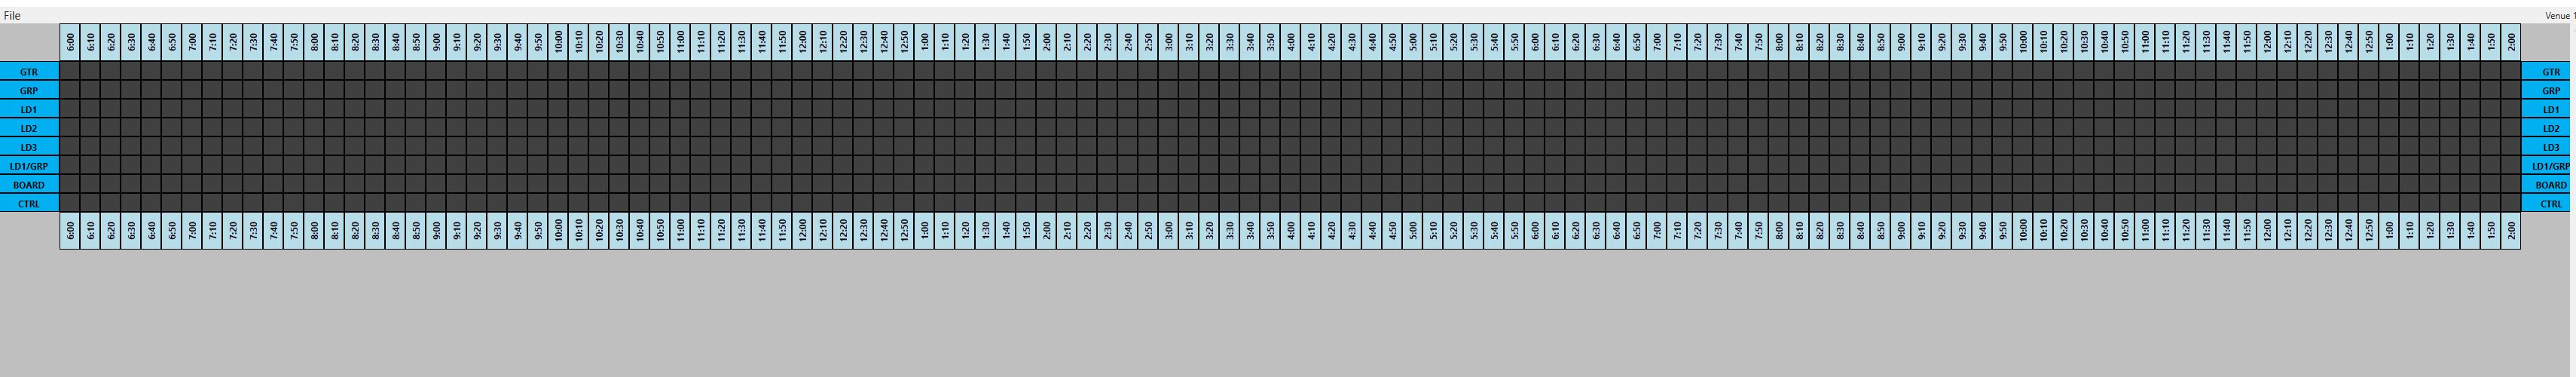 File Venue 1
6:00 6:10 6:20 6:30 6:40 6:50 7:00 7:10 7:20 7:30 7:40 7:50 8:00 8:10 8:20 8:30 8:40 8:50 9:00 9:10 9:20 9:30 9:40 9:50 10:00 10:10 10:20 10:30 10:40 10:50 11:00 11:10 11:20 11:30 11:40 11:50 12:00 12:10 12:20 12:30 12:40 12:50 1:00 1:10 1:20 1:30 1:40 1:50 2:00 2:10 2:20 2:30 2:40 2:50 3:00 3:10 3:20 3:30 3:40 3:50 4:00 4:10 4:20 4:30 4:40 4:50 5:00 5:10 5:20 5:30 5:40 5:50 6:00 6:10 6:20 6:30 6:40 6:50 7:00 7:10 7:20 7:30 7:40 7:50 8:00 8:10 8:20 8:30 8:40 8:50 9:00 9:10 9:20 9:30 9:40 9:50 10:00 10:10 10:20 10:30 10:40 10:50 11:00 11:10 11:20 11:30 11:40 11:50 12:00 12:10 12:20 12:30 12:40 12:50 1:00 1:10 1:20 1:30 1:40 1:50 2:00
GTR GTR
GRP GRP
LD1 LD1
LD2 LD2
LD3 LD3
LD1/GRP LD1/GRP
BOARD BOARD
CTRL CTRL
6:00 6:10 6:20 6:30 6:40 6:50 7:00 7:10 7:20 7:30 7:40 7:50 8:00 8:10 8:20 8:30 8:40 8:50 9:00 9:10 9:20 9:30 9:40 9:50 10:00 10:10 10:20 10:30 10:40 10:50 11:00 11:10 11:20 11:30 11:40 11:50 12:00 12:10 12:20 12:30 12:40 12:50 1:00 1:10 1:20 1:30 1:40 1:50 2:00 2:10 2:20 2:30 2:40 2:50 3:00 3:10 3:20 3:30 3:40 3:50 4:00 4:10 4:20 4:30 4:40 4:50 5:00 5:10 5:20 5:30 5:40 5:50 6:00 6:10 6:20 6:30 6:40 6:50 7:00 7:10 7:20 7:30 7:40 7:50 8:00 8:10 8:20 8:30 8:40 8:50 9:00 9:10 9:20 9:30 9:40 9:50 10:00 10:10 10:20 10:30 10:40 10:50 11:00 11:10 11:20 11:30 11:40 11:50 12:00 12:10 12:20 12:30 12:40 12:50 1:00 1:10 1:20 1:30 1:40 1:50 2:00